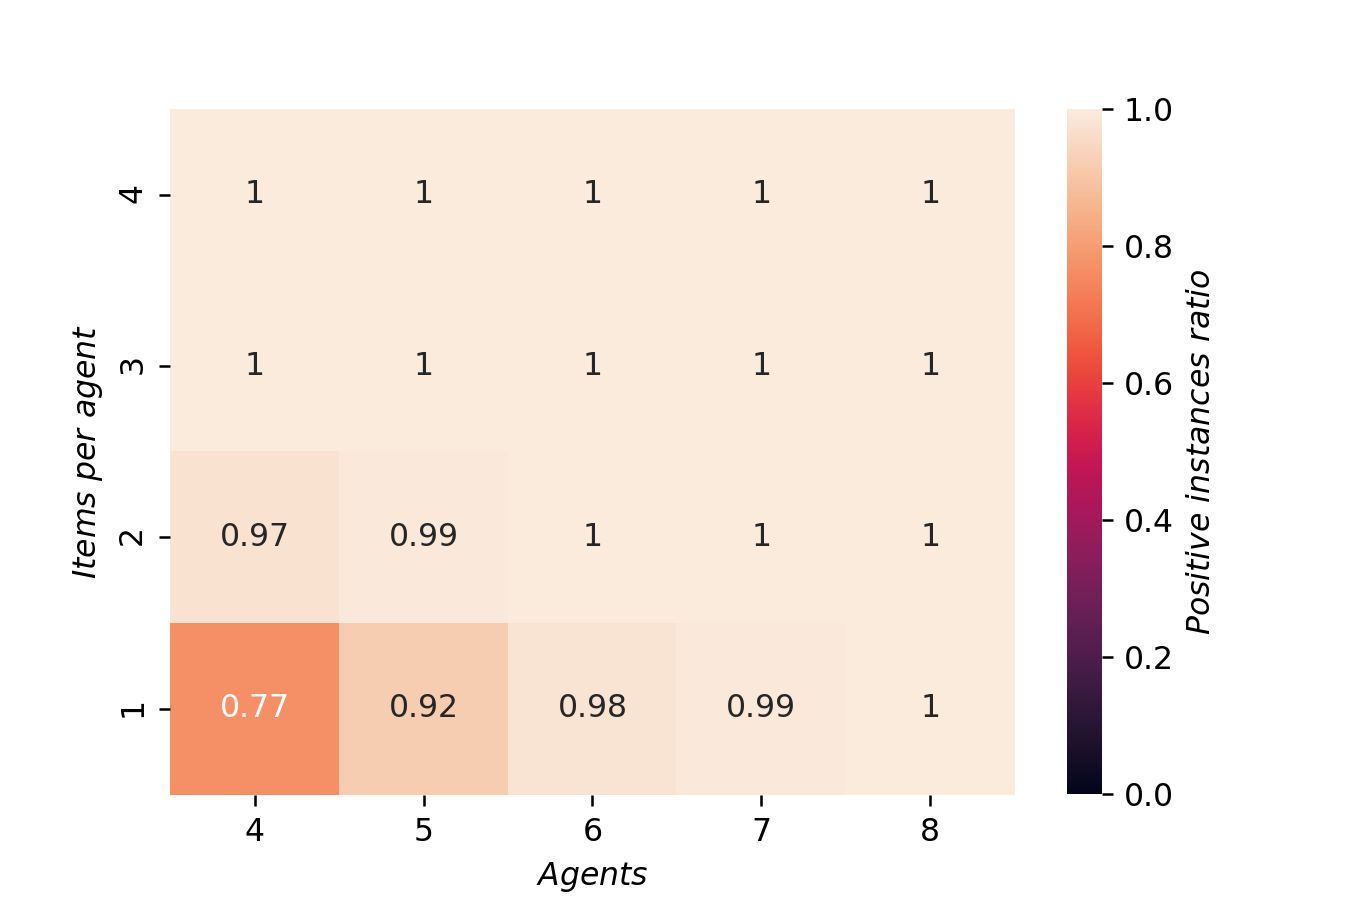 1.0
4 1 1 1 1 1
0.8
3 1 1 1 1 1
0.6
2 0.97 0.99 1 1 1
0.4
0.2
1 0.77 0.92 0.98 0.99 1
0.0
4 5 6 7 8
Agents
Items per agent
Positive instances ratio